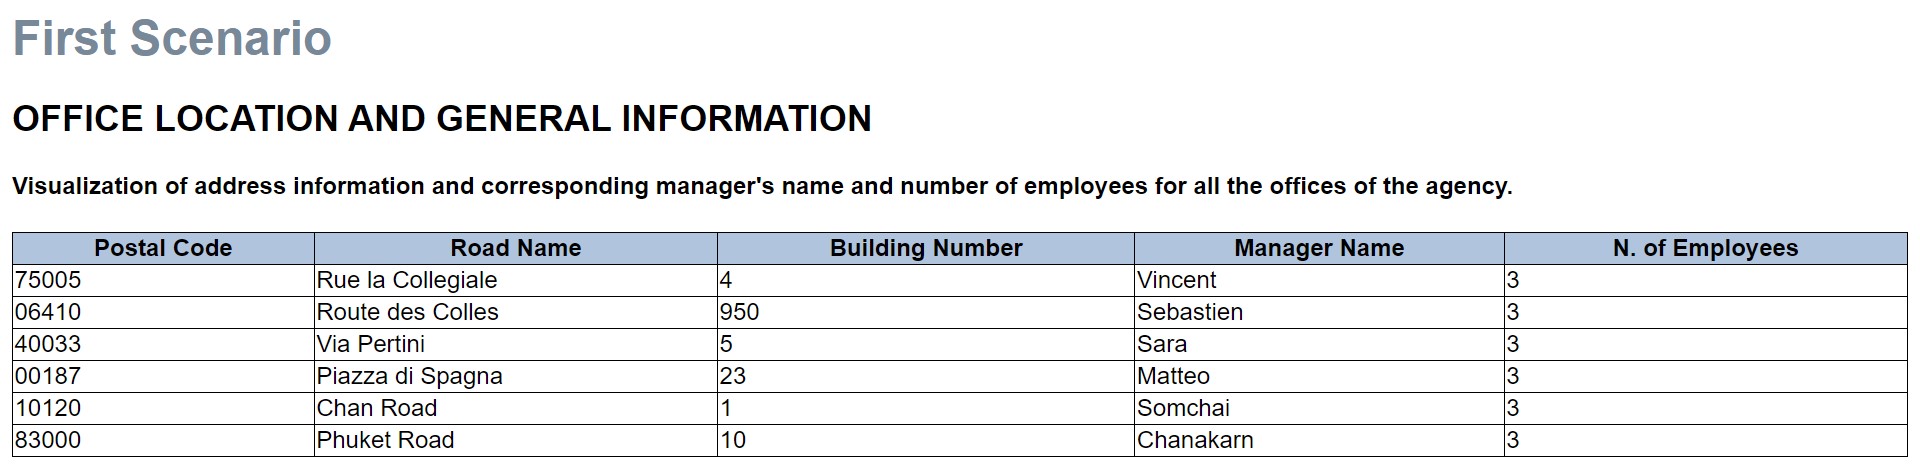 First Scenario
OFFICE LOCATION AND GENERAL INFORMATION
Visualization of address information and corresponding manager's name and number of employees for all the offices of the agency.
Postal Code Road Name Building Number Manager Name N. of Employees
75005 Rue la Collegiale 4 Vincent 3
06410 Route des Colles 950 Sebastien 3
40033 Via Pertini 5 Sara 3
00187 Piazza di Spagna 23 Matteo 3
10120 Chan Road 1 Somchai 3
83000 Phuket Road 10 Chanakarn 3